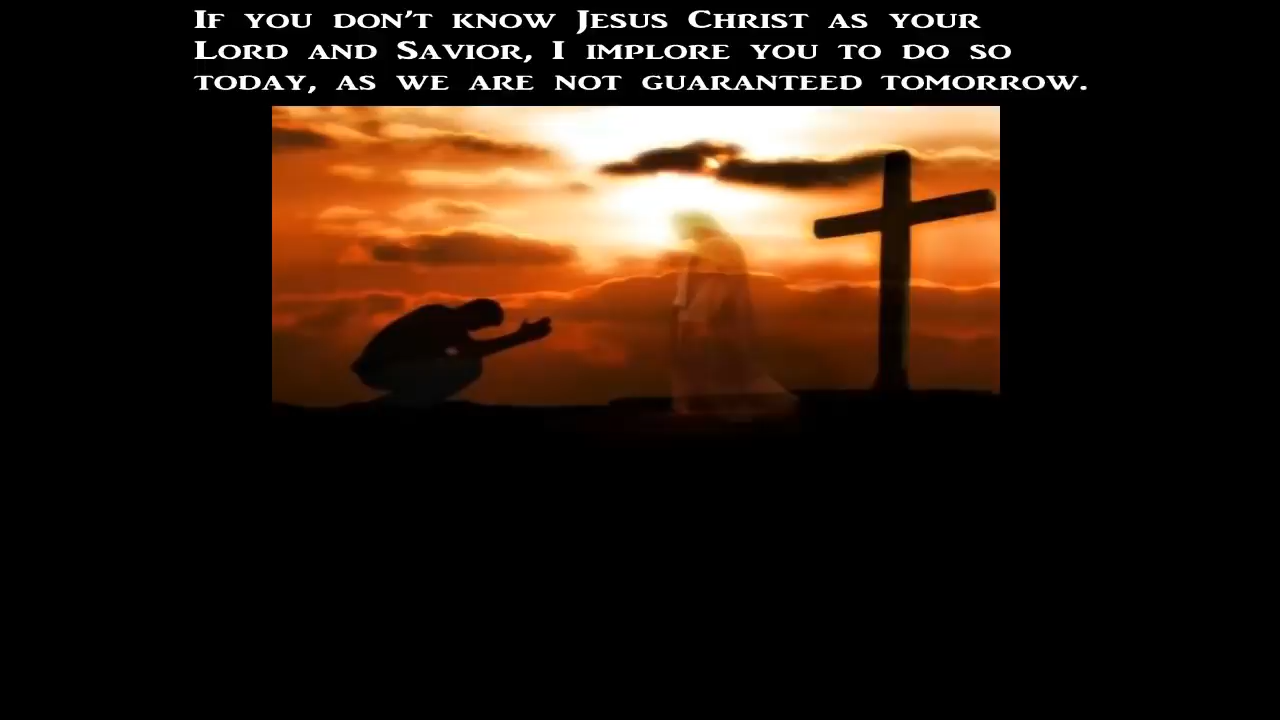 If you don't know Jesus Christ as your
Lord and Savior, I implore you to do so
today, as we are not guaranteed tomorrow.